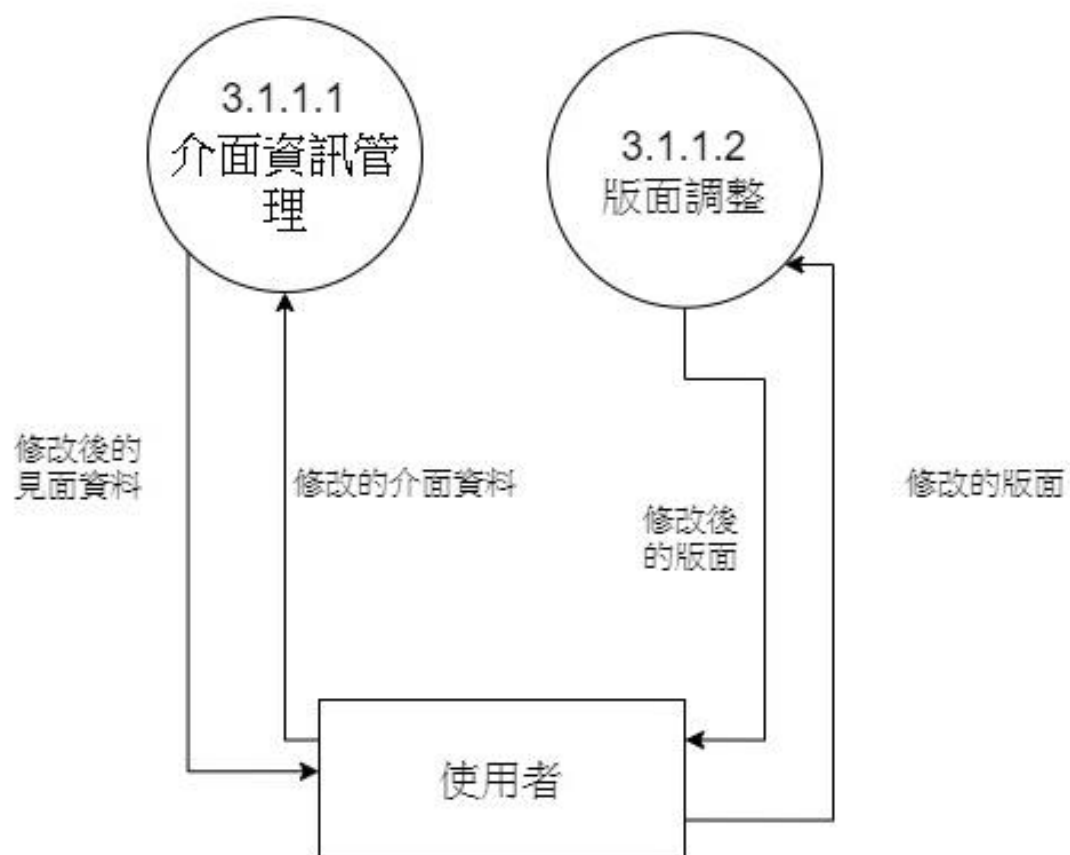 3.1.1.1
介面資訊管
理
3.1.1.2
版面調整
修改後的
見面資料
修改的介面資料
修改後
的版面
修改的版面
使用者